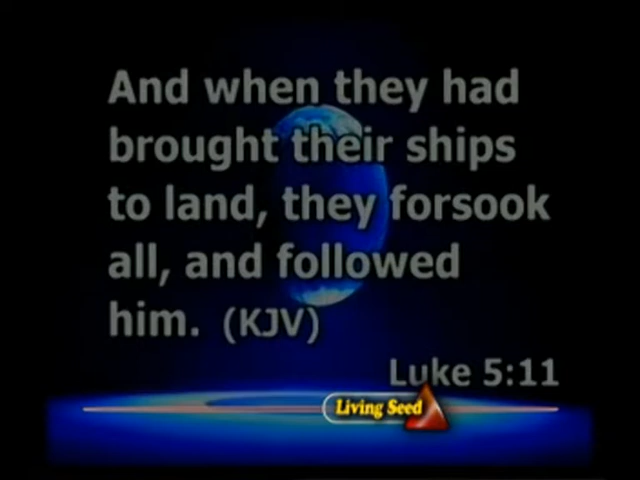 And when they had
brought their ships
to land, they forsook
all, and followed
him. (KJV)
Luke 5:11
Living Seed